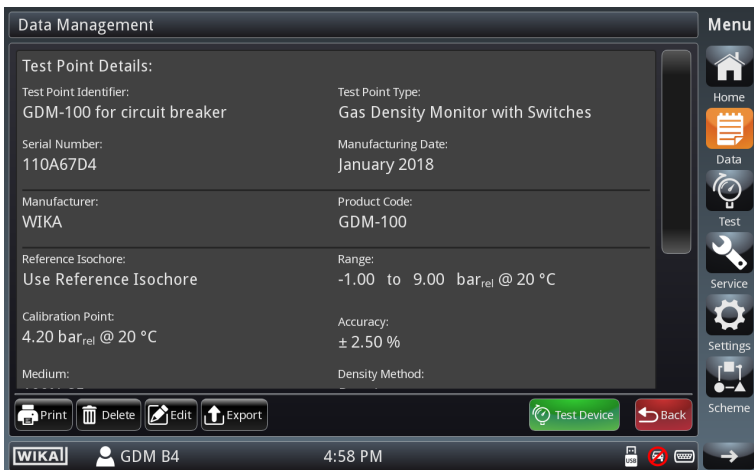 Data Management
Menu
Test Point Details:
Test Point Identifier:
GDM-100 for circuit breaker
Test Point Type:
Gas Density Monitor with Switches
Serial Number:
110A67D4
Manufacturing Date:
January 2018
Manufacturer:
WIKA
Product Code:
GDM-100
Reference Isochore:
Use Reference Isochore
Range:
-1.00 to 9.00 barrel @ 20 °C
Calibration Point:
4.20 barrel @ 20 °C
Accuracy:
± 2.50 %
Medium:
Density Method:
Home
Data
Test
Service
Settings
Scheme
Print
Delete
Edit
Export
Test Device
Back
WIKA
GDM B4
4:58 PM
USB